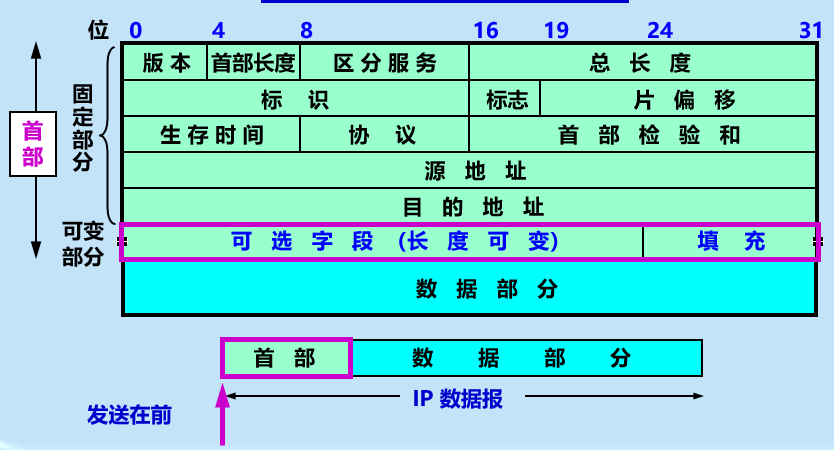 位 0 4 8 16 19 24 31
版 本 首部长度 区 分 服 务 总 长 度
标 识 标志 片 偏 移
生 存 时 间 协 议 首 部 检 验 和
源 地 址
目 的 地 址
可 选 字 段 (长 度 可 变) 填 充
数 据 部 分
首部
固定部分
可变
部分
首 部 数 据 部 分
IP 数据报
发送在前